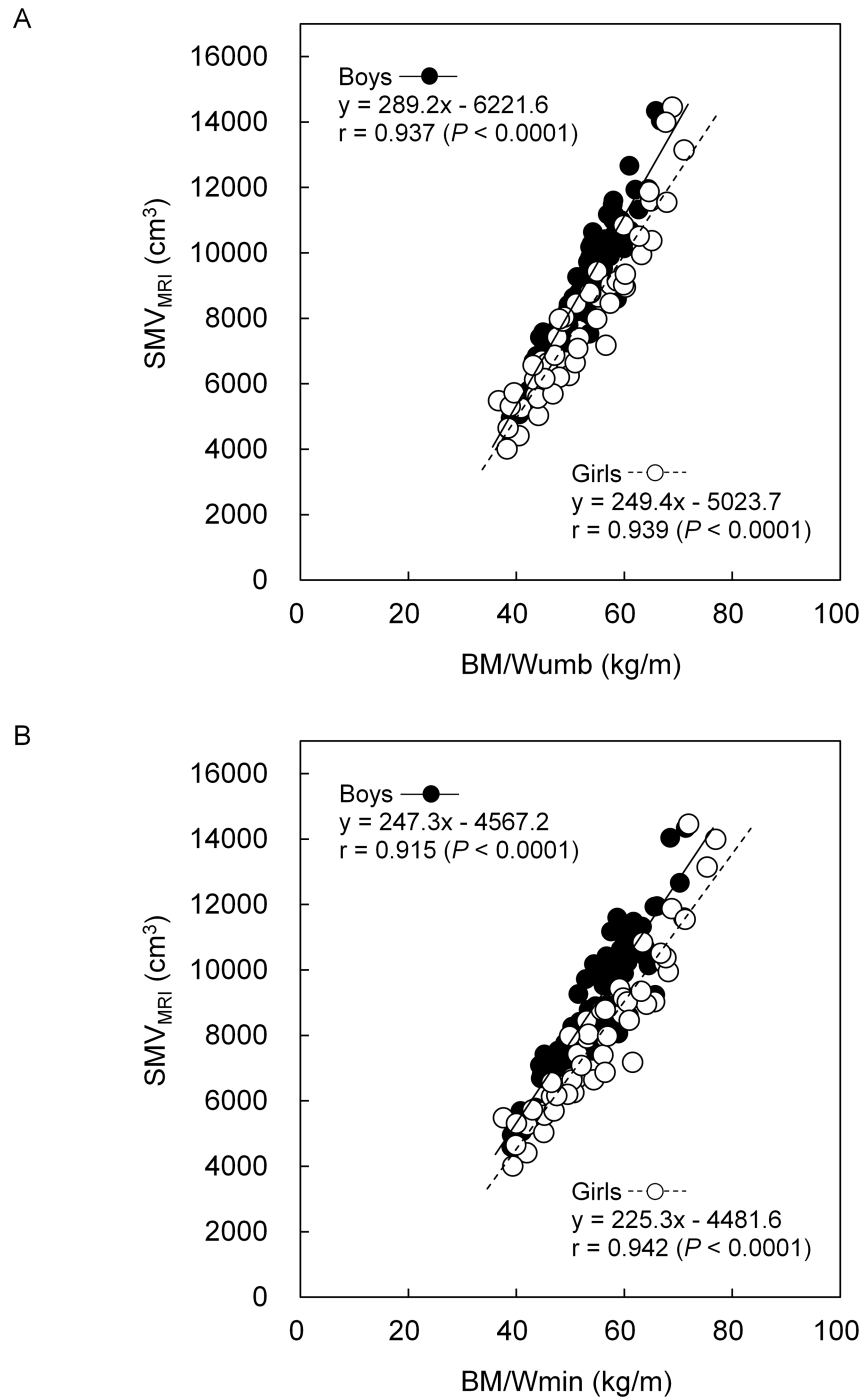 A
16000
14000
12000
10000
8000
6000
4000
2000
0
SMV_MRI (cm³)
Boys
y = 289.2x - 6221.6
r = 0.937 (P < 0.0001)
Girls
y = 249.4x - 5023.7
r = 0.939 (P < 0.0001)
0 20 40 60 80 100
BM/Wumb (kg/m)
B
16000
14000
12000
10000
8000
6000
4000
2000
0
SMV_MRI (cm³)
Boys
y = 247.3x - 4567.2
r = 0.915 (P < 0.0001)
Girls
y = 225.3x - 4481.6
r = 0.942 (P < 0.0001)
0 20 40 60 80 100
BM/Wmin (kg/m)